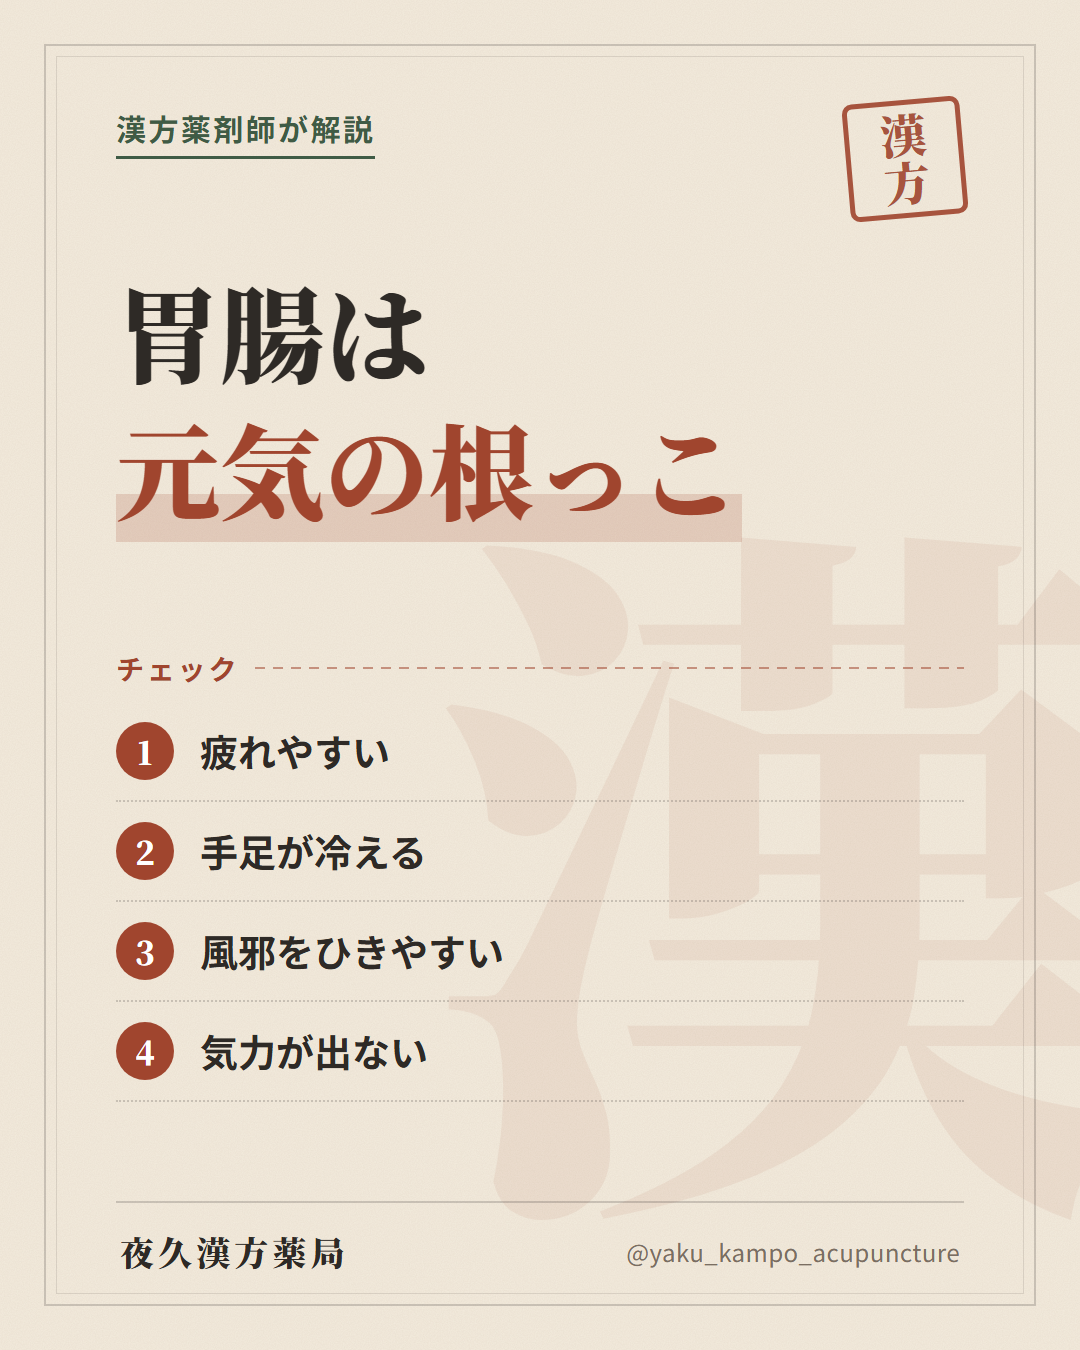 漢方薬剤師が解説
漢方
胃腸は
元気の根っこ
チェック
1 疲れやすい
2 手足が冷える
3 風邪をひきやすい
4 気力が出ない
漢
夜久漢方薬局
@yaku_kampo_acupuncture